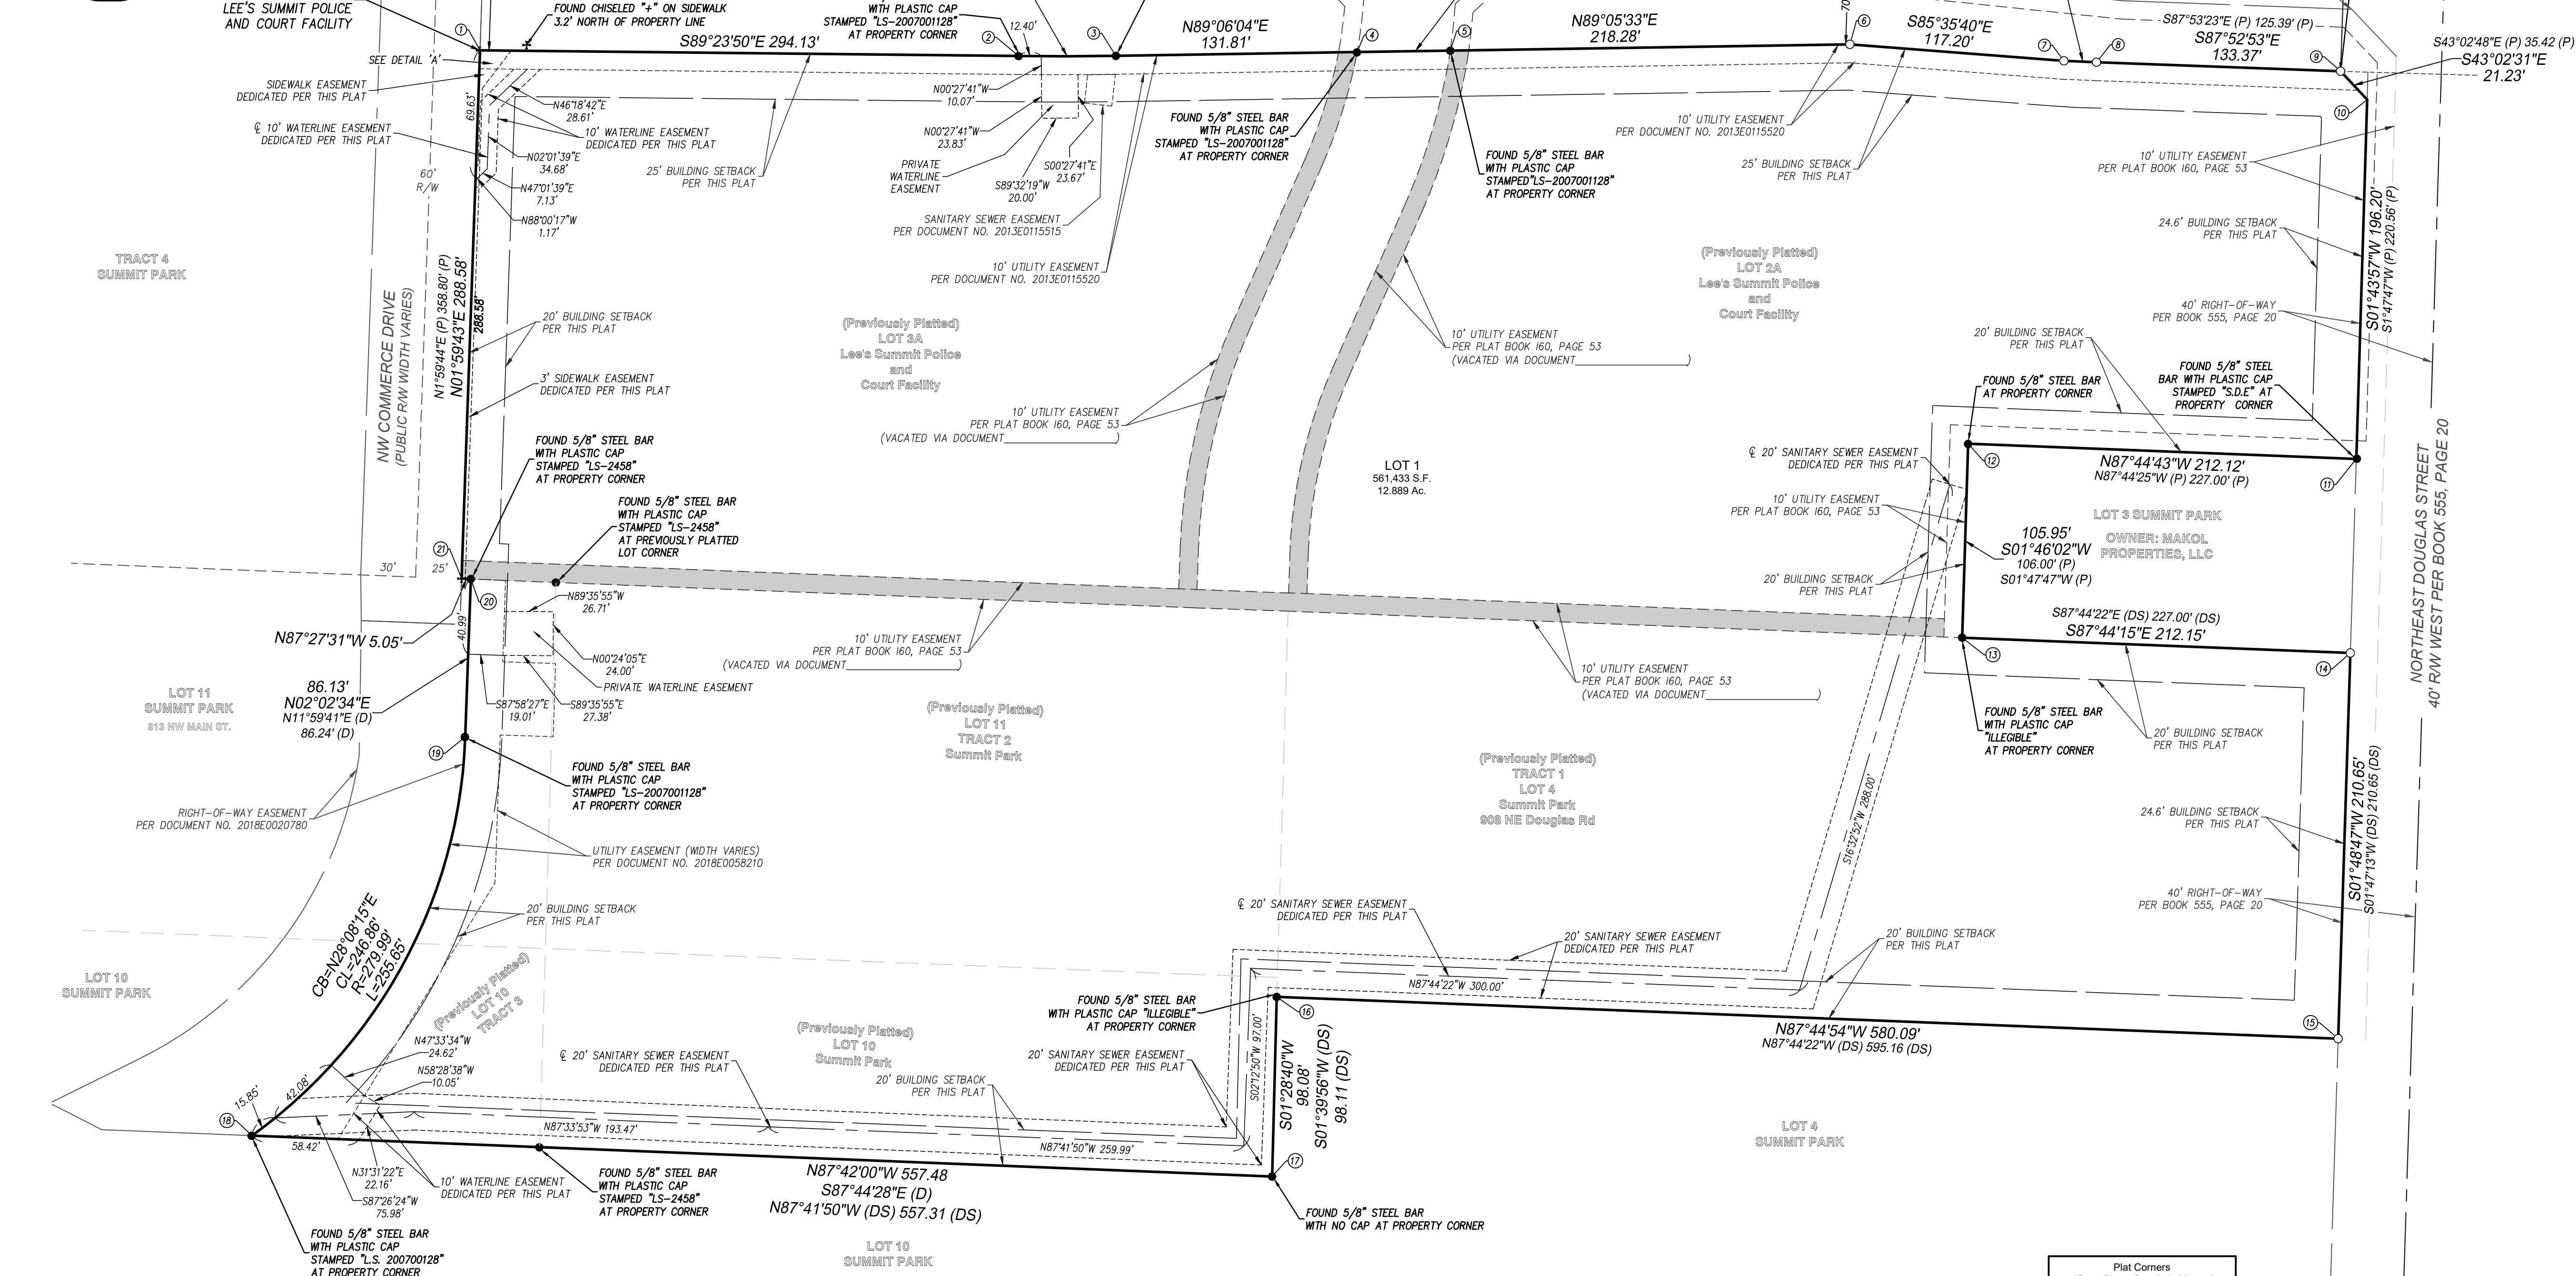 LEE'S SUMMIT POLICE
AND COURT FACILITY
FOUND CHISELED "+" ON SIDEWALK
3.2' NORTH OF PROPERTY LINE
WITH PLASTIC CAP
STAMPED "LS-2007001128"
AT PROPERTY CORNER
1
S89°23'50"E 294.13'
2
12.40'
3
N89°06'04"E
131.81'
4
5
N89°05'33"E
218.28'
70
6
S85°35'40"E
117.20'
7
8
S87°53'23"E (P) 125.39' (P)
S87°52'53"E
133.37'
9
S43°02'48"E (P) 35.42 (P)
S43°02'31"E
21.23'
10
SEE DETAIL 'A'
SIDEWALK EASEMENT
DEDICATED PER THIS PLAT
69.63'
N46°18'42"E
28.61'
℄ 10' WATERLINE EASEMENT
DEDICATED PER THIS PLAT
10' WATERLINE EASEMENT
DEDICATED PER THIS PLAT
N02°01'39"E
34.68'
N47°01'39"E
7.13'
N88°00'17"W
1.17'
60'
R/W
25' BUILDING SETBACK
PER THIS PLAT
N00°27'41"W
10.07'
N00°27'41"W
23.83'
PRIVATE
WATERLINE
EASEMENT
S89°32'19"W
20.00'
S00°27'41"E
23.67'
SANITARY SEWER EASEMENT
PER DOCUMENT NO. 2013E0115515
10' UTILITY EASEMENT
PER DOCUMENT NO. 2013E0115520
FOUND 5/8" STEEL BAR
WITH PLASTIC CAP
STAMPED "LS-2007001128"
AT PROPERTY CORNER
FOUND 5/8" STEEL BAR
WITH PLASTIC CAP
STAMPED"LS-2007001128"
AT PROPERTY CORNER
10' UTILITY EASEMENT
PER DOCUMENT NO. 2013E0115520
25' BUILDING SETBACK
PER THIS PLAT
10' UTILITY EASEMENT
PER PLAT BOOK 160, PAGE 53
24.6' BUILDING SETBACK
PER THIS PLAT
S01°43'57"W 196.20'
S1°47'47"W (P) 220.56' (P)
40' RIGHT-OF-WAY
PER BOOK 555, PAGE 20
TRACT 4
SUMMIT PARK
NW COMMERCE DRIVE
(PUBLIC R/W WIDTH VARIES)
N1°59'44"E (P) 358.80' (P)
N01°59'43"E 288.58'
288.58'
20' BUILDING SETBACK
PER THIS PLAT
3' SIDEWALK EASEMENT
DEDICATED PER THIS PLAT
(Previously Platted)
LOT 3A
Lee's Summit Police
and
Court Facility
(Previously Platted)
LOT 2A
Lee's Summit Police
and
Court Facility
10' UTILITY EASEMENT
PER PLAT BOOK 160, PAGE 53
(VACATED VIA DOCUMENT____________________)
10' UTILITY EASEMENT
PER PLAT BOOK 160, PAGE 53
(VACATED VIA DOCUMENT____________________)
20' BUILDING SETBACK
PER THIS PLAT
FOUND 5/8" STEEL BAR
AT PROPERTY CORNER
FOUND 5/8" STEEL
BAR WITH PLASTIC CAP
STAMPED "S.D.E" AT
PROPERTY CORNER
FOUND 5/8" STEEL BAR
WITH PLASTIC CAP
STAMPED "LS-2458"
AT PROPERTY CORNER
FOUND 5/8" STEEL BAR
WITH PLASTIC CAP
STAMPED "LS-2458"
AT PREVIOUSLY PLATTED
LOT CORNER
LOT 1
561,433 S.F.
12.889 Ac.
℄ 20' SANITARY SEWER EASEMENT
DEDICATED PER THIS PLAT
12
N87°44'43"W 212.12'
N87°44'25"W (P) 227.00' (P)
11
10' UTILITY EASEMENT
PER PLAT BOOK 160, PAGE 53
LOT 3 SUMMIT PARK
OWNER: MAKOL
PROPERTIES, LLC
105.95'
S01°46'02"W
106.00' (P)
S01°47'47"W (P)
20' BUILDING SETBACK
PER THIS PLAT
NORTHEAST DOUGLAS STREET
40' R/W WEST PER BOOK 555, PAGE 20
21
30'
25'
20
N87°27'31"W 5.05'
40.99'
N89°35'55"W
26.71'
N00°24'05"E
24.00'
PRIVATE WATERLINE EASEMENT
S87°58'27"E
19.01'
S89°35'55"E
27.38'
10' UTILITY EASEMENT
PER PLAT BOOK 160, PAGE 53
(VACATED VIA DOCUMENT____________________)
10' UTILITY EASEMENT
PER PLAT BOOK 160, PAGE 53
(VACATED VIA DOCUMENT____________________)
S87°44'22"E (DS) 227.00' (DS)
S87°44'15"E 212.15'
13
14
LOT 11
SUMMIT PARK
813 NW MAIN ST.
86.13'
N02°02'34"E
N11°59'41"E (D)
86.24' (D)
19
FOUND 5/8" STEEL BAR
WITH PLASTIC CAP
STAMPED "LS-2007001128"
AT PROPERTY CORNER
(Previously Platted)
LOT 11
TRACT 2
Summit Park
(Previously Platted)
TRACT 1
LOT 4
Summit Park
908 NE Douglas Rd
FOUND 5/8" STEEL BAR
WITH PLASTIC CAP
"ILLEGIBLE"
AT PROPERTY CORNER
20' BUILDING SETBACK
PER THIS PLAT
S16°32'52"W 288.00'
24.6' BUILDING SETBACK
PER THIS PLAT
S01°48'47"W 210.65'
S01°47'13"W (DS) 210.65 (DS)
40' RIGHT-OF-WAY
PER BOOK 555, PAGE 20
RIGHT-OF-WAY EASEMENT
PER DOCUMENT NO. 2018E0020780
UTILITY EASEMENT (WIDTH VARIES)
PER DOCUMENT NO. 2018E0058210
CB=N28°08'15"E
CL=246.86'
R=279.99'
L=255.65'
20' BUILDING SETBACK
PER THIS PLAT
LOT 10
SUMMIT PARK
(Previously Platted)
LOT 10
TRACT 3
℄ 20' SANITARY SEWER EASEMENT
DEDICATED PER THIS PLAT
20' SANITARY SEWER EASEMENT
DEDICATED PER THIS PLAT
20' BUILDING SETBACK
PER THIS PLAT
N87°44'22"W 300.00'
FOUND 5/8" STEEL BAR
WITH PLASTIC CAP "ILLEGIBLE"
AT PROPERTY CORNER
16
N87°44'54"W 580.09'
N87°44'22"W (DS) 595.16 (DS)
15
(Previously Platted)
LOT 10
Summit Park
S02°12'50"W 97.00'
S01°28'40"W
98.08'
S01°39'56"W (DS)
98.11 (DS)
N47°33'34"W
24.62'
N58°28'38"W
10.05'
℄ 20' SANITARY SEWER EASEMENT
DEDICATED PER THIS PLAT
20' SANITARY SEWER EASEMENT
DEDICATED PER THIS PLAT
20' BUILDING SETBACK
PER THIS PLAT
15.85'
42.08'
18
58.42'
N87°33'53"W 193.47'
N87°41'50"W 259.99'
N31°31'22"E
22.16'
S87°26'24"W
75.98'
10' WATERLINE EASEMENT
DEDICATED PER THIS PLAT
FOUND 5/8" STEEL BAR
WITH PLASTIC CAP
STAMPED "LS-2458"
AT PROPERTY CORNER
N87°42'00"W 557.48
S87°44'28"E (D)
N87°41'50"W (DS) 557.31 (DS)
17
FOUND 5/8" STEEL BAR
WITH NO CAP AT PROPERTY CORNER
LOT 4
SUMMIT PARK
FOUND 5/8" STEEL BAR
WITH PLASTIC CAP
STAMPED "L.S. 200700128"
AT PROPERTY CORNER
LOT 10
SUMMIT PARK
Plat Corners